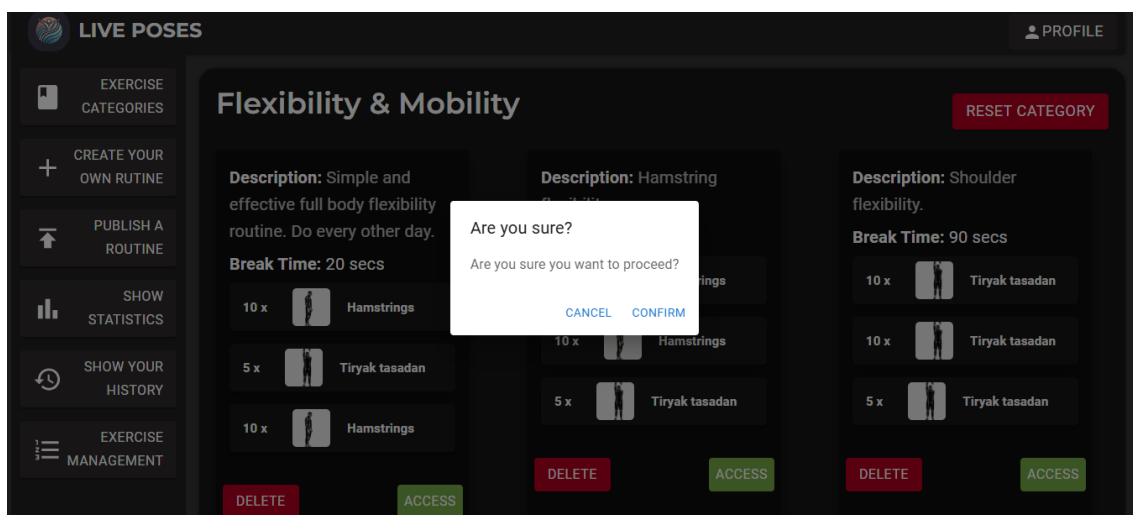 LIVE POSES
PROFILE
EXERCISE
CATEGORIES
CREATE YOUR
OWN RUTINE
PUBLISH A
ROUTINE
SHOW
STATISTICS
SHOW YOUR
HISTORY
EXERCISE
MANAGEMENT
Flexibility & Mobility
RESET CATEGORY
Description: Simple and
effective full body flexibility
routine. Do every other day.
Break Time: 20 secs
10 x Hamstrings
5 x Tiryak tasadan
10 x Hamstrings
DELETE ACCESS
Description: Hamstring
10 x Hamstrings
5 x Tiryak tasadan
DELETE ACCESS
Description: Shoulder
flexibility.
Break Time: 90 secs
10 x Tiryak tasadan
10 x Tiryak tasadan
5 x Tiryak tasadan
DELETE ACCESS
Are you sure?
Are you sure you want to proceed?
CANCEL CONFIRM